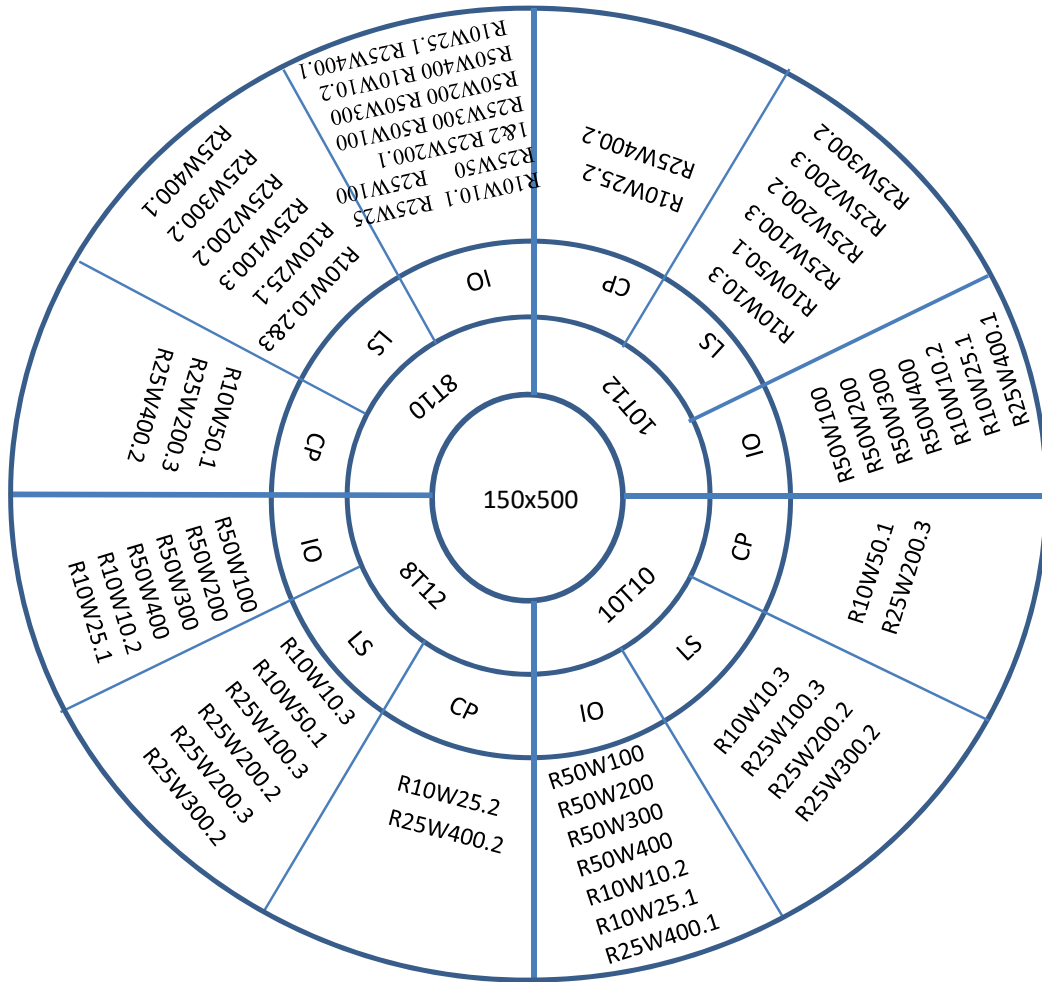 150x500
8T10
IO
R10W10.1 R25W25
R25W50 R25W100
1&2 R25W200.1
R25W300 R50W100
R50W200 R50W300
R50W400 R10W10.2
R10W25.1 R25W400.1
LS
R10W10.2&3
R10W25.1
R25W100.3
R25W200.2
R25W300.2
R25W400.1
CP
R10W50.1
R25W200.3
R25W400.2
10T12
CP
R10W25.2
R25W400.2
LS
R10W10.3
R10W50.1
R25W100.3
R25W200.2
R25W200.3
R25W300.2
IO
R50W100
R50W200
R50W300
R50W400
R10W10.2
R10W25.1
R25W400.1
10T10
CP
R10W50.1
R25W200.3
LS
R10W10.3
R25W100.3
R25W200.2
R25W300.2
IO
R50W100
R50W200
R50W300
R50W400
R10W10.2
R10W25.1
R25W400.1
8T12
CP
R10W25.2
R25W400.2
LS
R10W10.3
R10W50.1
R25W100.3
R25W200.2
R25W200.3
R25W300.2
IO
R50W100
R50W200
R50W300
R50W400
R10W10.2
R10W25.1